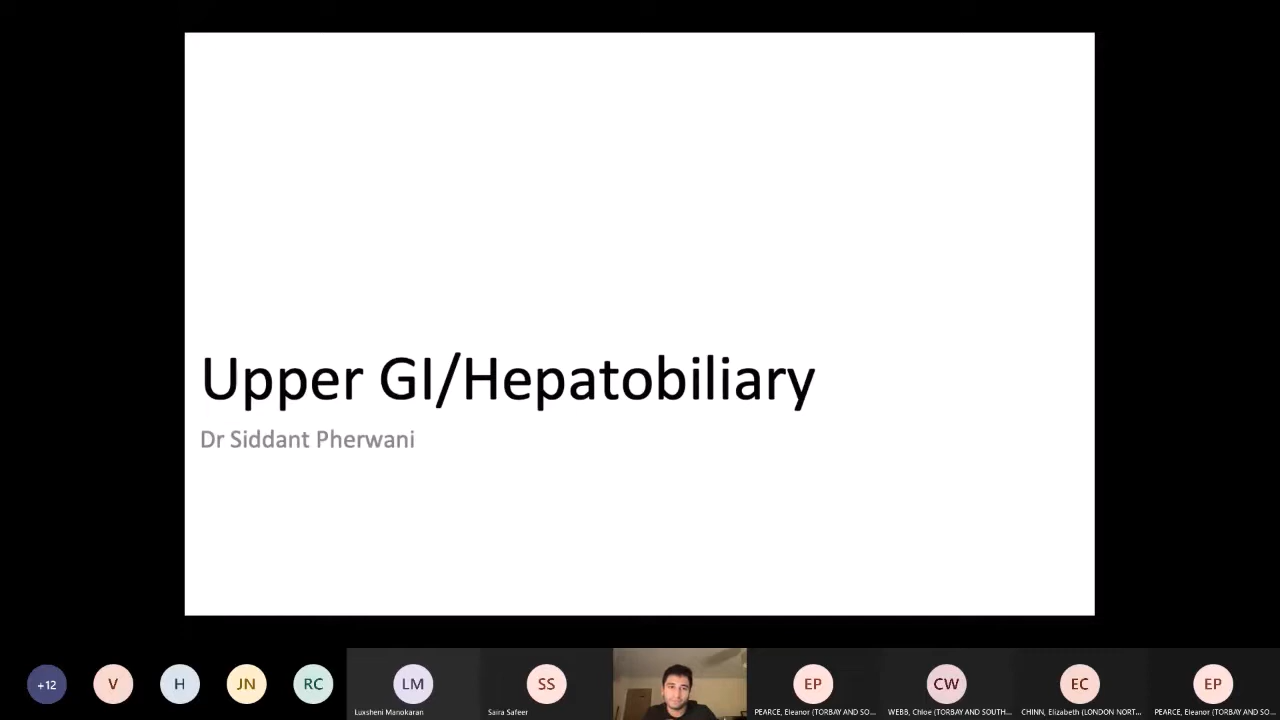 Upper GI/Hepatobiliary
Dr Siddant Pherwani
+12
V
H
JN
RC
LM
Luxsheni Manokaran
SS
Saira Safeer
EP
PEARCE, Eleanor (TORBAY AND SO...
CW
WEBB, Chloe (TORBAY AND SOUTH...
EC
CHINN, Elizabeth (LONDON NORT...
EP
PEARCE, Eleanor (TORBAY AND SO...